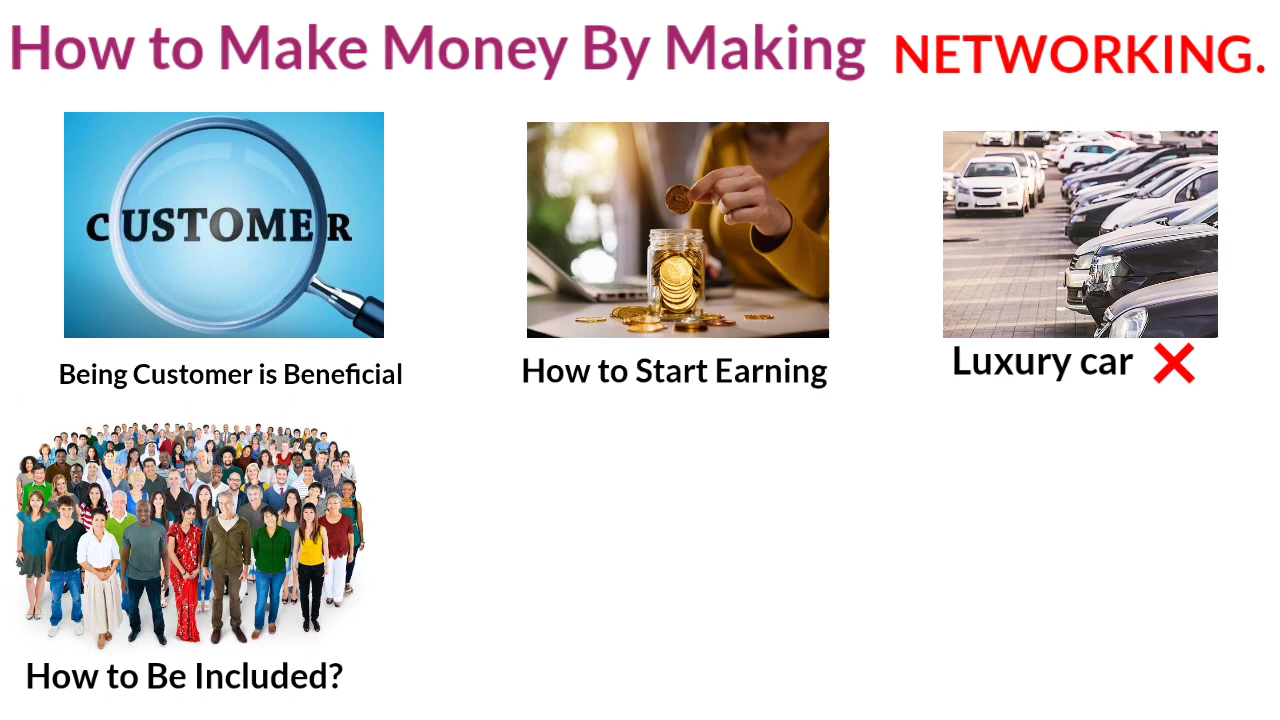 How to Make Money By Making NETWORKING.
CUSTOMER
Being Customer is Beneficial
How to Start Earning
Luxury car
How to Be Included?